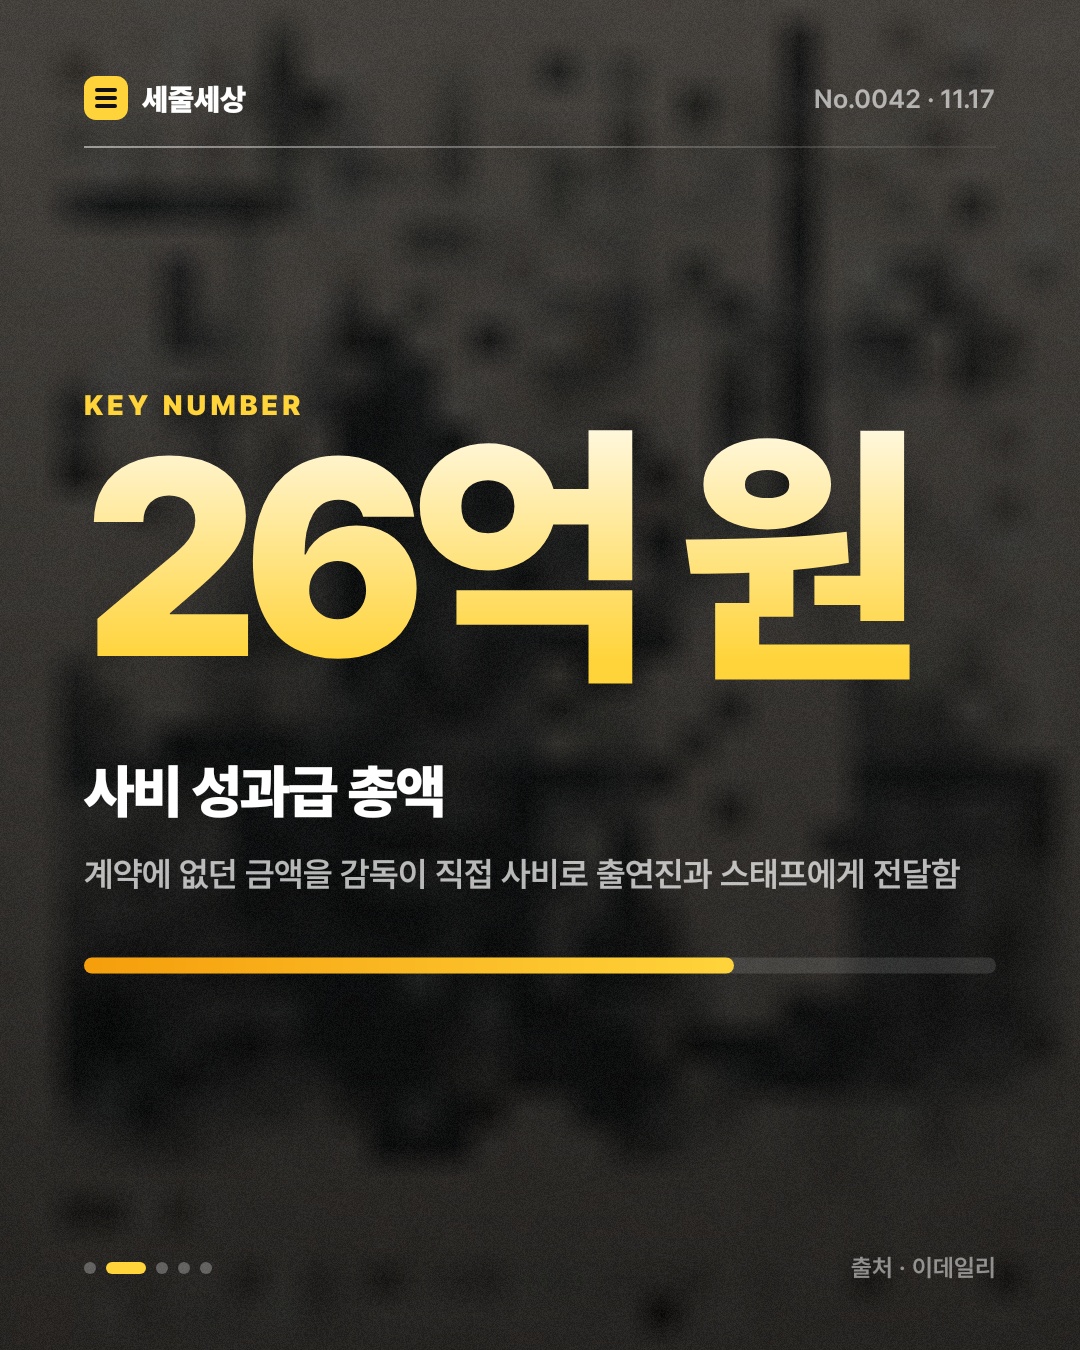 세줄세상
No.0042 · 11.17
KEY NUMBER
26억 원
사비 성과급 총액
계약에 없던 금액을 감독이 직접 사비로 출연진과 스태프에게 전달함
출처 · 이데일리